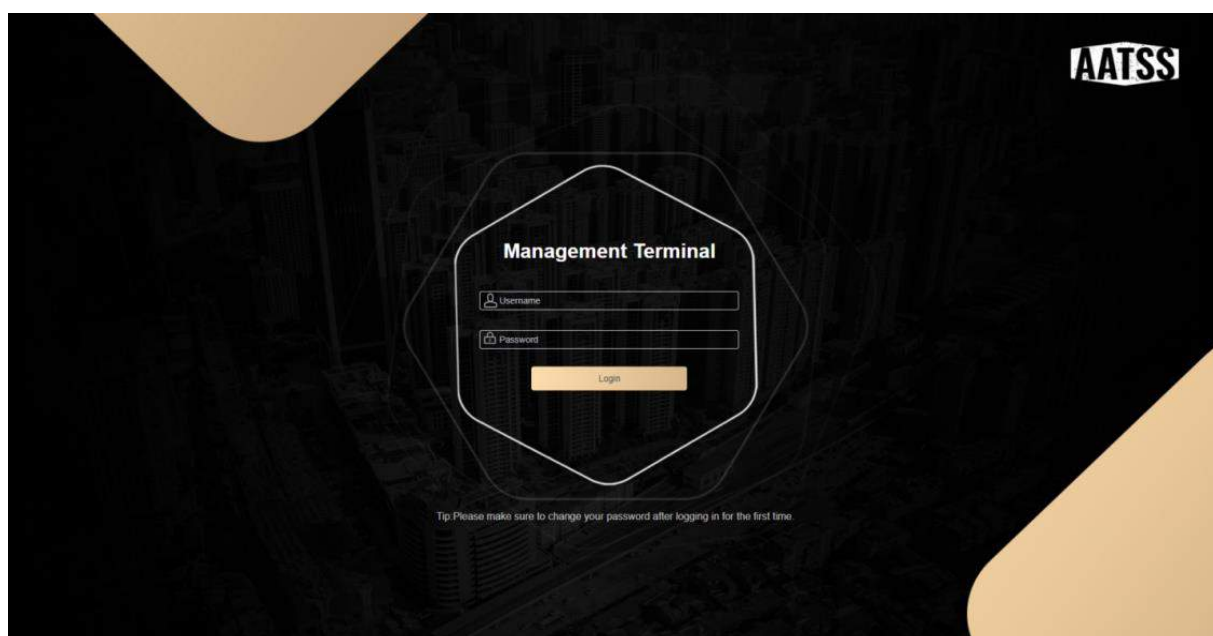 AATSS
Management Terminal
Username
Password
Login
Tip:Please make sure to change your password after logging in for the first time.